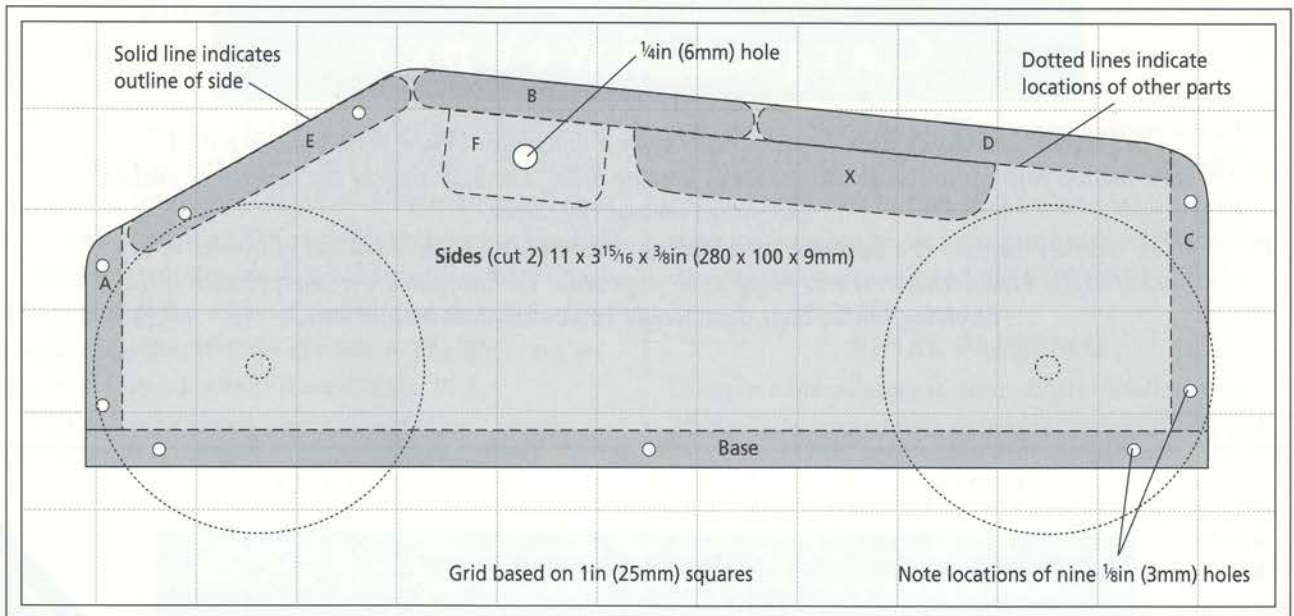 Solid line indicates
outline of side
¼in (6mm) hole
Dotted lines indicate
locations of other parts
B
E
F
D
X
C
A
Sides (cut 2) 11 x 3¹⁵⁄₁₆ x ⅜in (280 x 100 x 9mm)
Base
Grid based on 1in (25mm) squares
Note locations of nine ⅛in (3mm) holes